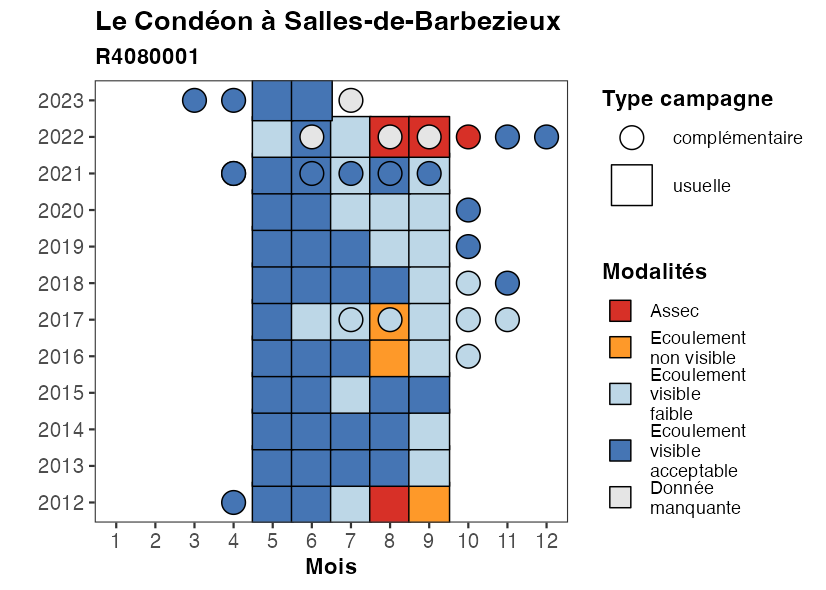 Le Condéon à Salles-de-Barbezieux
R4080001
2023
2022
2021
2020
2019
2018
2017
2016
2015
2014
2013
2012
1 2 3 4 5 6 7 8 9 10 11 12
Mois
Type campagne
complémentaire
usuelle
Modalités
Assec
Ecoulement
non visible
Ecoulement
visible
faible
Ecoulement
visible
acceptable
Donnée
manquante